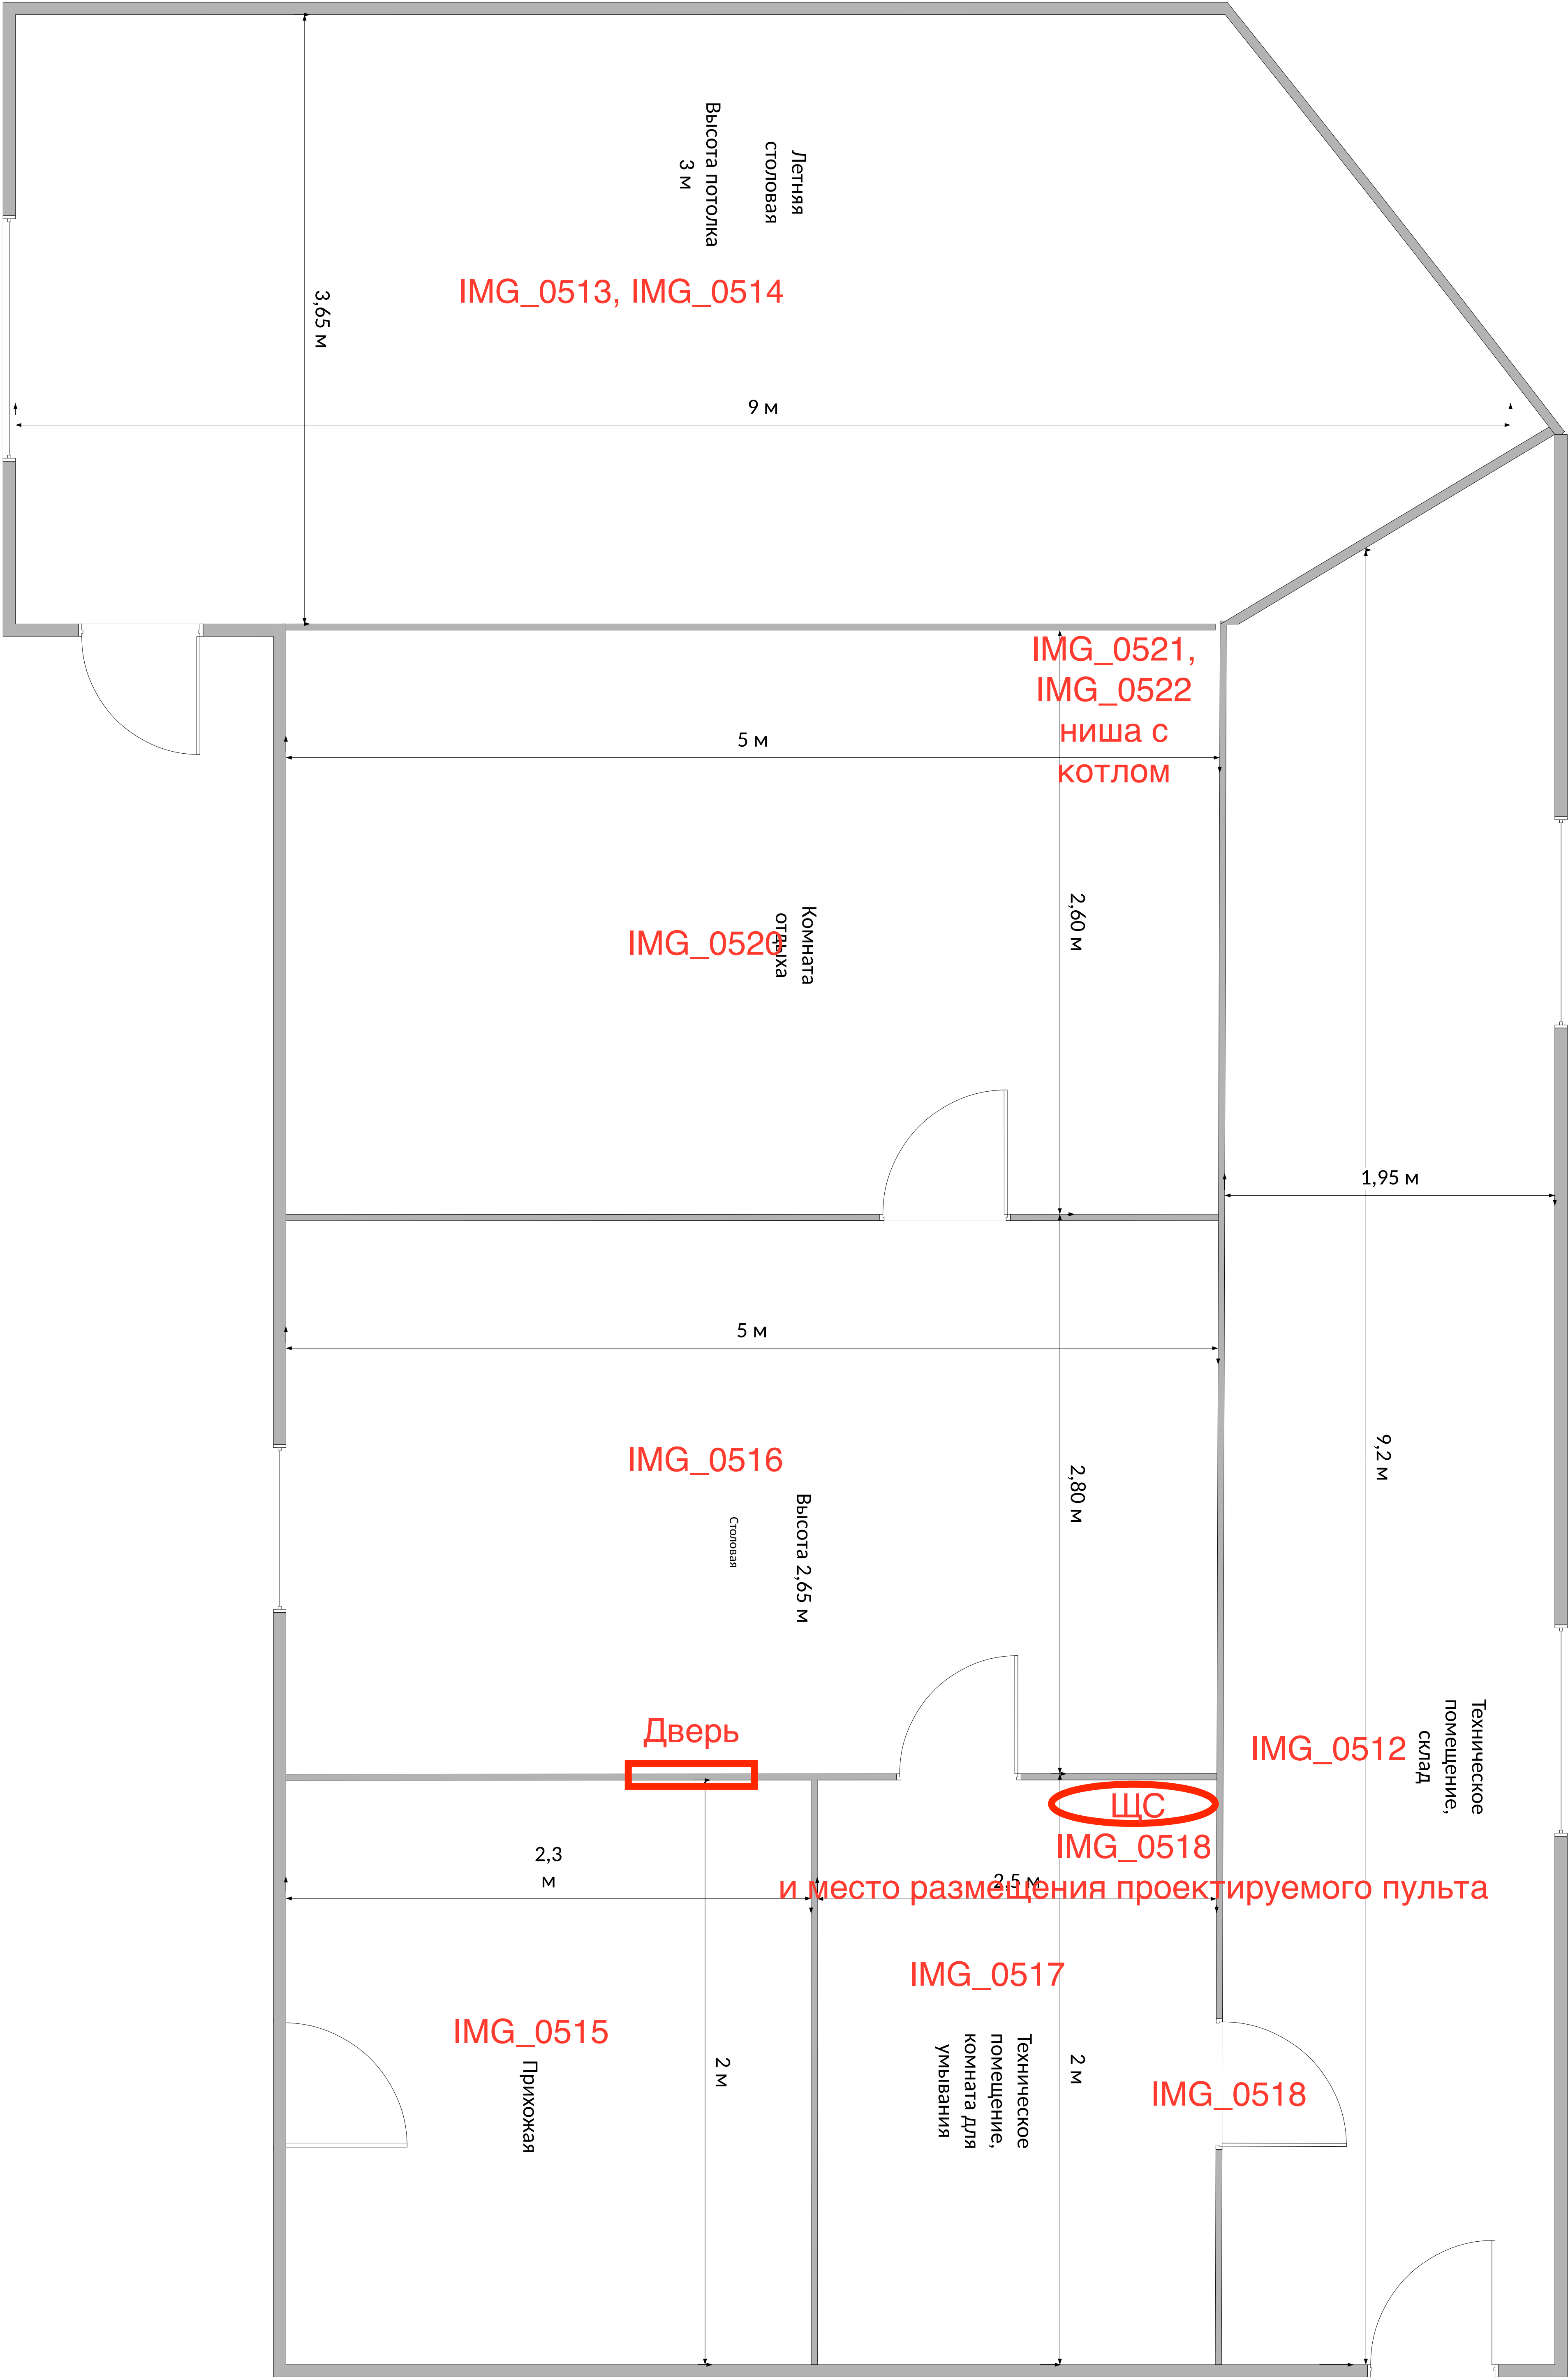 Летняя
столовая
Высота потолка
3 м
IMG_0513, IMG_0514
3,65 м
9 м
IMG_0521,
IMG_0522
ниша с
котлом
5 м
2,60 м
Комната
отдыха
IMG_0520
1,95 м
5 м
9,2 м
IMG_0516
2,80 м
Высота 2,65 м
Столовая
Техническое
помещение,
склад
IMG_0512
Дверь
ЩС
IMG_0518
и место размещения проектируемого пульта
2,3
м
2,5 м
IMG_0517
IMG_0515
Прихожая
2 м
Техническое
помещение,
комната для
умывания
2 м
IMG_0518